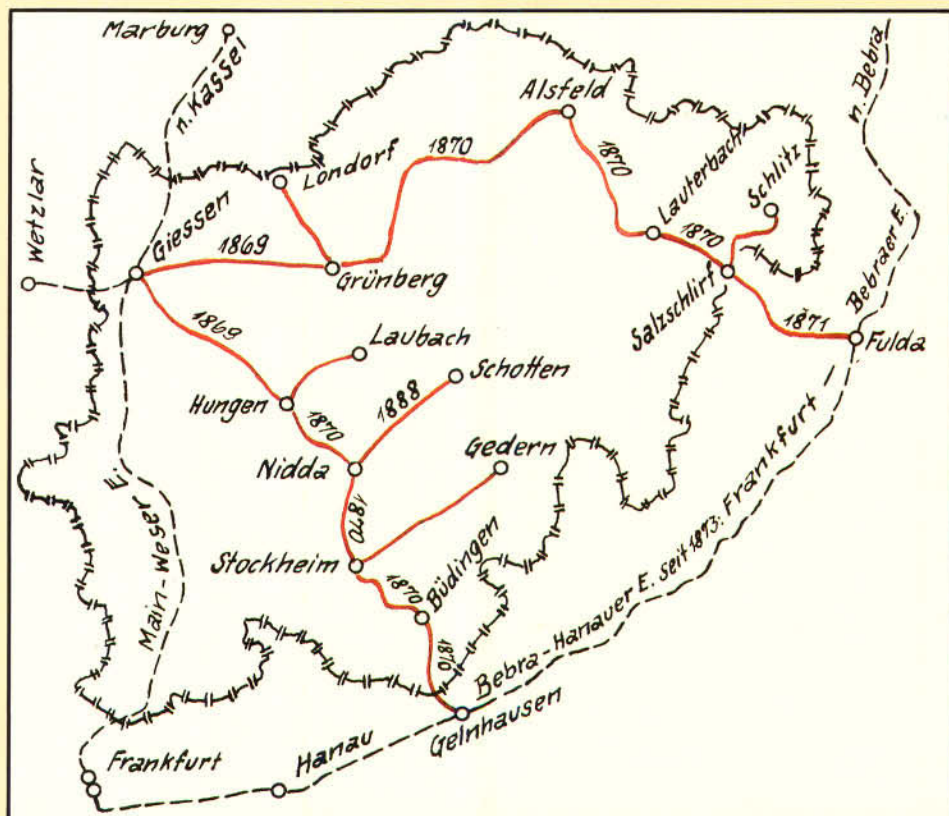 Marburg
n. Kassel
Wetzlar
Giessen
Londorf
1869
Grünberg
1870
Alsfeld
1870
Lauterbach
1870
Schlitz
Salzschlirf
1871
Fulda
n. Bebra
Bebraer E.
1869
Laubach
Hungen
1870
Schotten
1888
Nidda
Gedern
1870
Stockheim
1870
Büdingen
1870
Gelnhausen
Main-Weser E.
Bebra-Hanauer E. seit 1873: Frankfurt
Hanau
Frankfurt